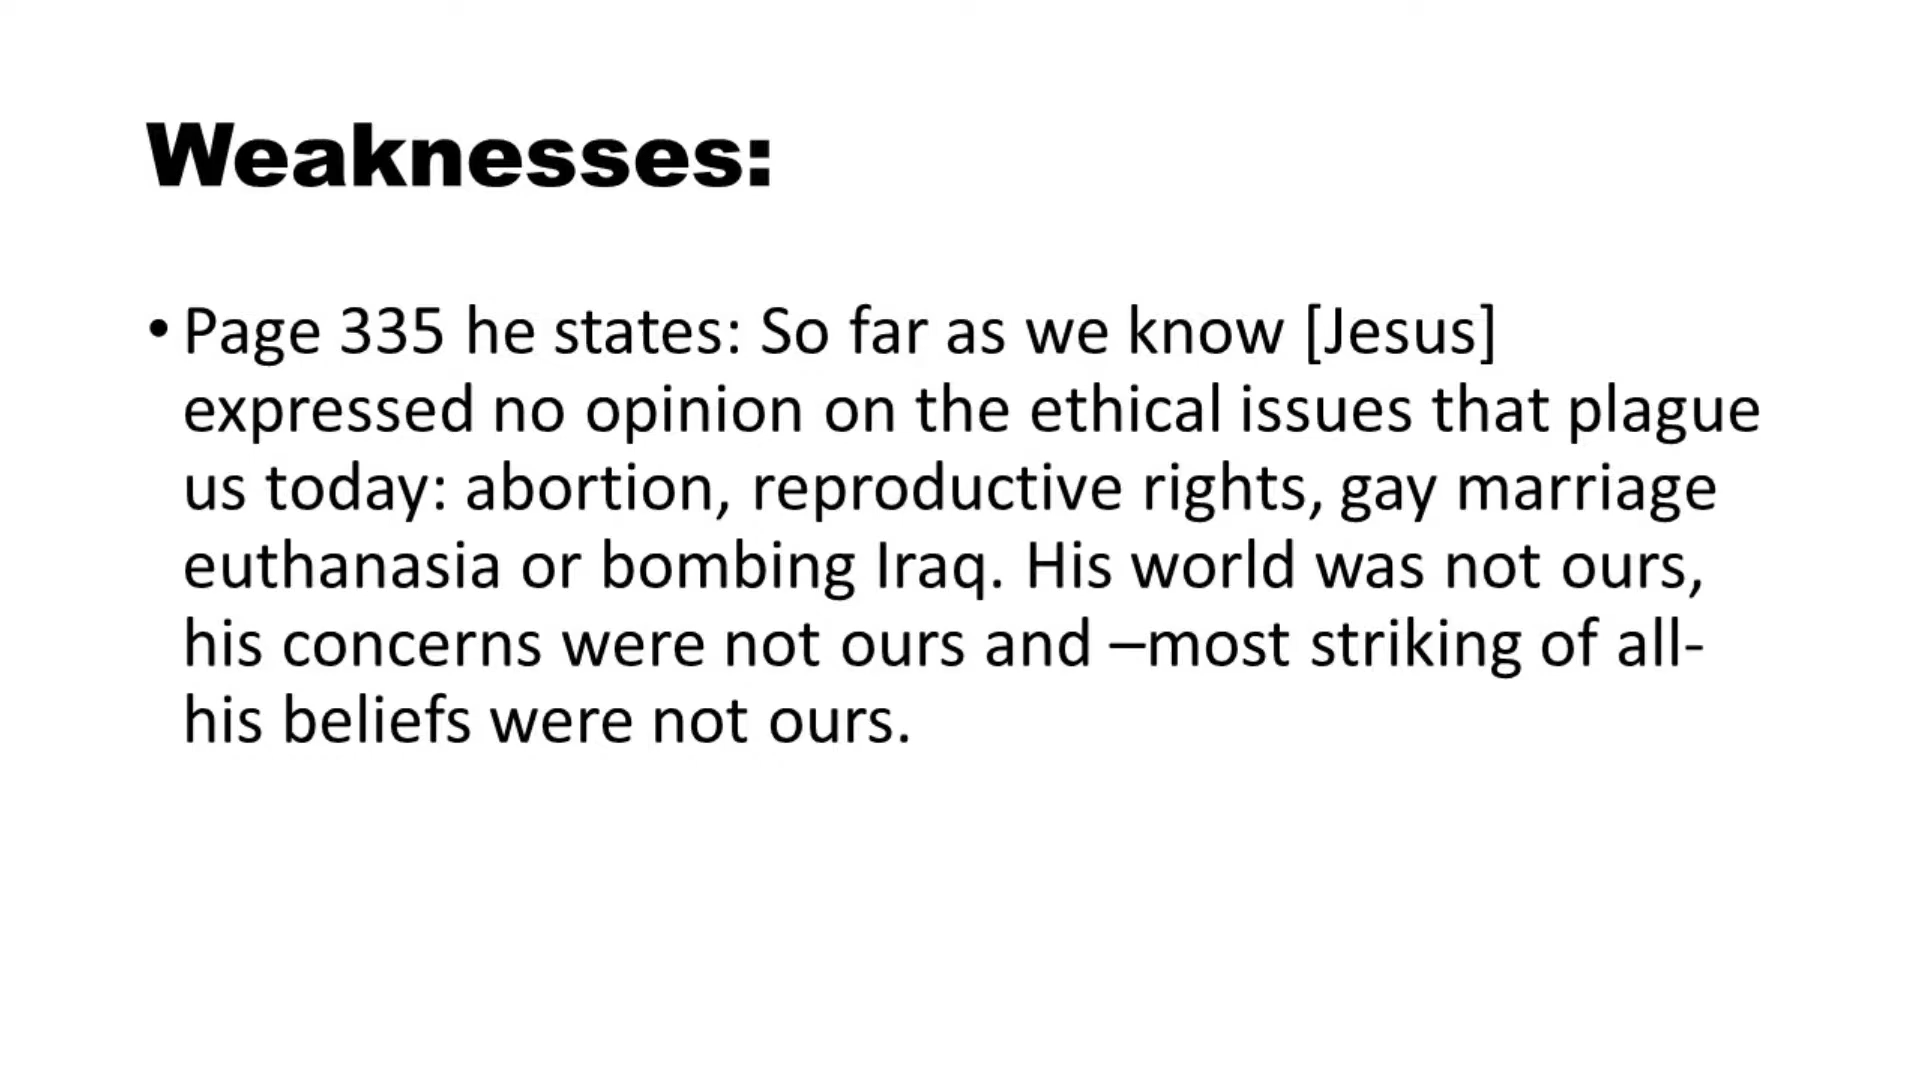 Weaknesses:
• Page 335 he states: So far as we know [Jesus]
expressed no opinion on the ethical issues that plague
us today: abortion, reproductive rights, gay marriage
euthanasia or bombing Iraq. His world was not ours,
his concerns were not ours and –most striking of all-
his beliefs were not ours.